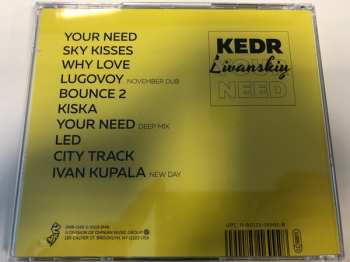 YOUR NEED
SKY KISSES
WHY LOVE
LUGOVOY NOVEMBER DUB
BOUNCE 2
KISKA
YOUR NEED DEEP MIX
LED
CITY TRACK
IVAN KUPALA NEW DAY
KEDR
Livanskiy
YOUR
NEED